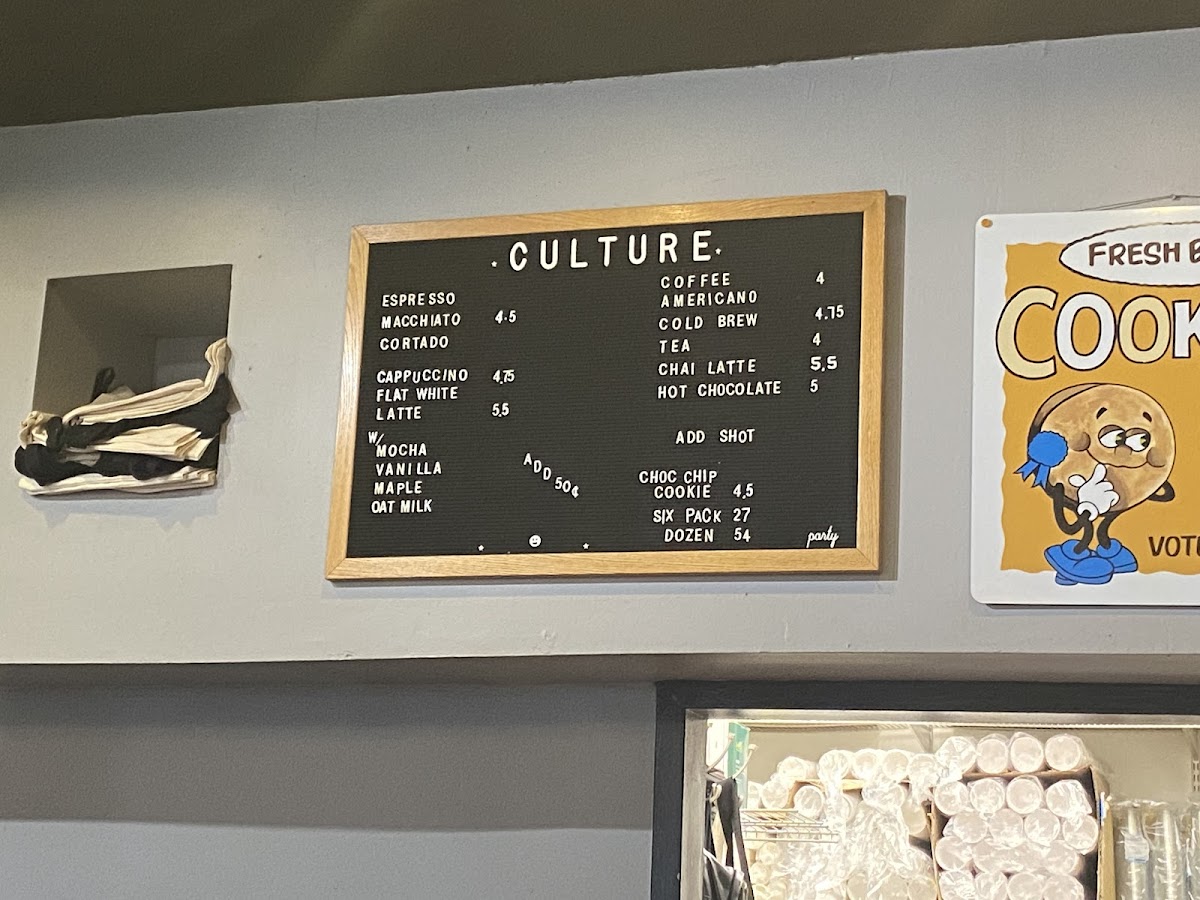 CULTURE
ESPRESSO
MACCHIATO 4.5
CORTADO
CAPPUCCINO 4.75
FLAT WHITE
LATTE 5.5
W/
MOCHA
VANILLA
MAPLE
OAT MILK
ADD 50¢
COFFEE 4
AMERICANO
COLD BREW 4.75
TEA 4
CHAI LATTE 5.5
HOT CHOCOLATE 5
ADD SHOT
CHOC CHIP
COOKIE 4.5
SIX PACK 27
DOZEN 54
party
FRESH B
COOK
VOT